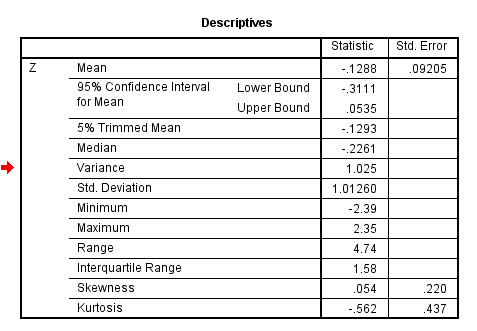 Descriptives
Statistic Std. Error
Z Mean -.1288 .09205
95% Confidence Interval Lower Bound -.3111
for Mean Upper Bound .0535
5% Trimmed Mean -.1293
Median -.2261
Variance 1.025
Std. Deviation 1.01260
Minimum -2.39
Maximum 2.35
Range 4.74
Interquartile Range 1.58
Skewness .054 .220
Kurtosis -.562 .437